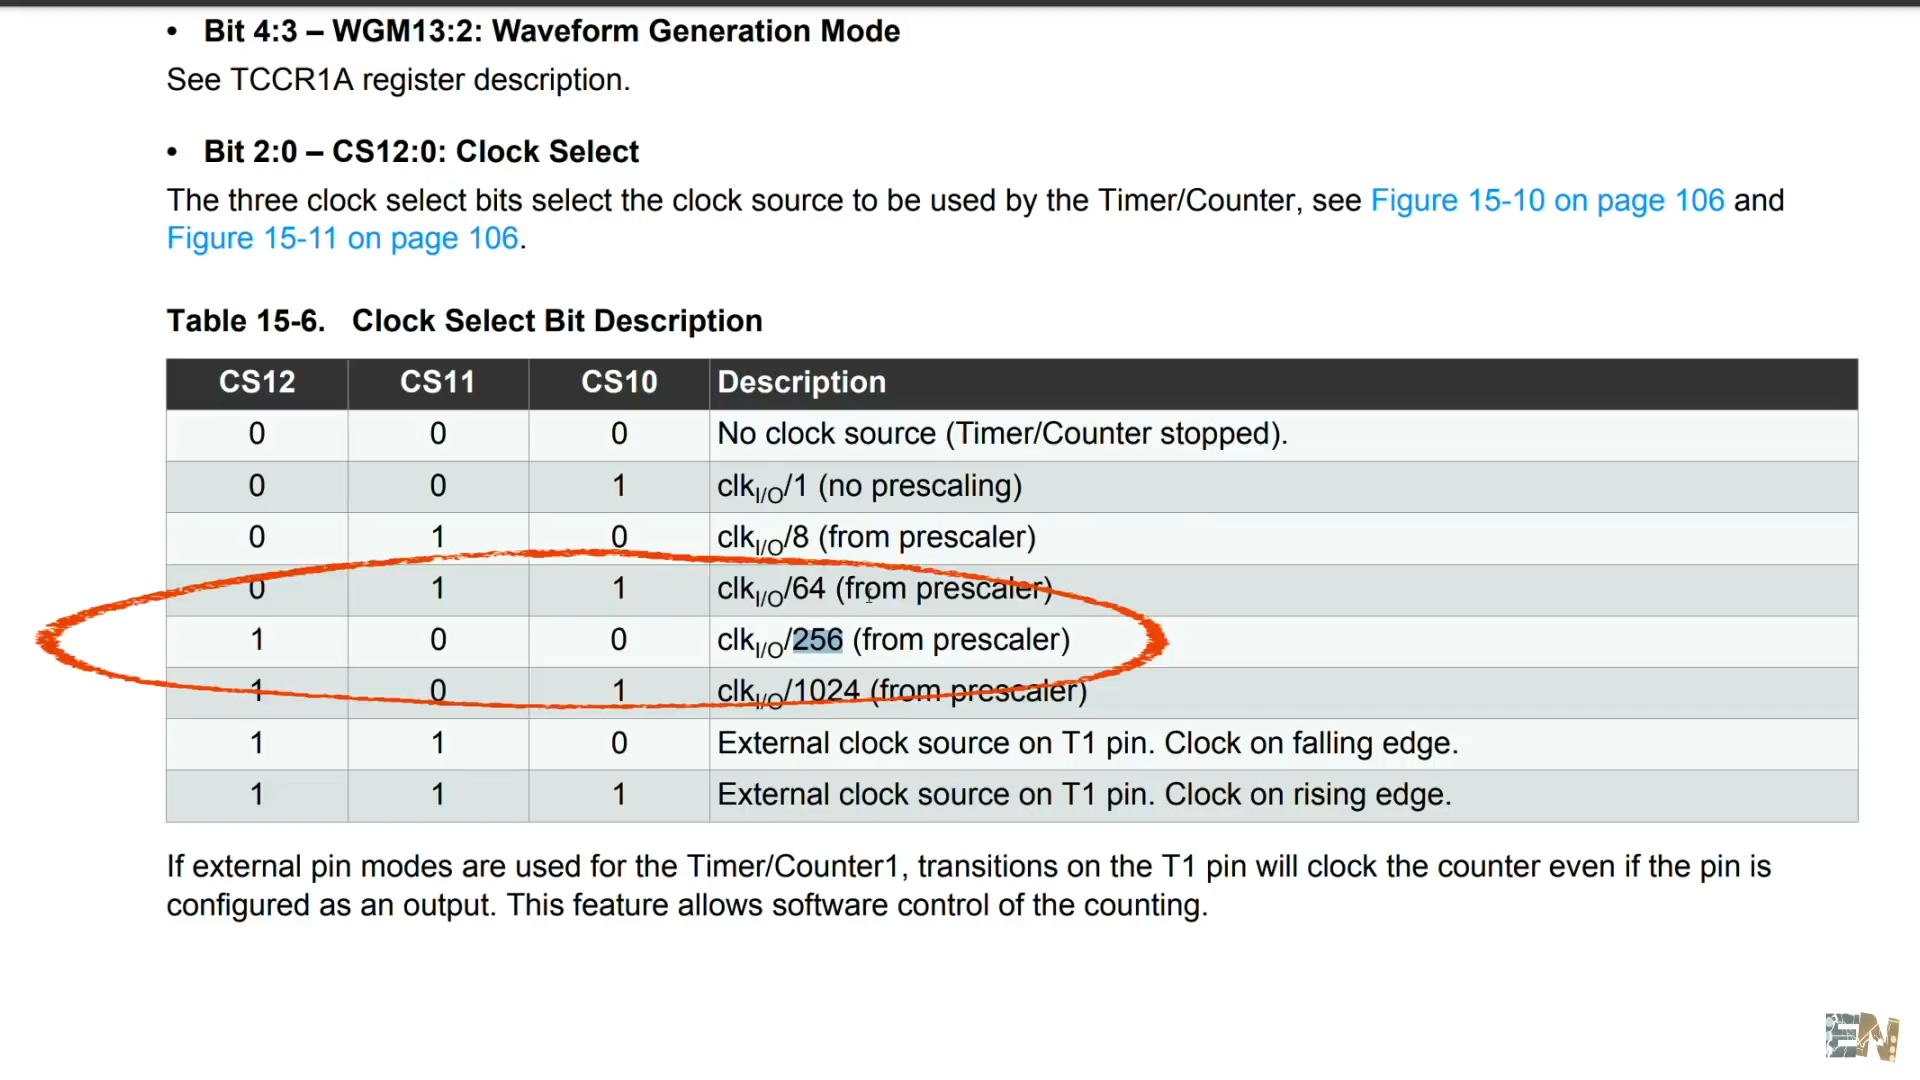 • Bit 4:3 – WGM13:2: Waveform Generation Mode
See TCCR1A register description.
• Bit 2:0 – CS12:0: Clock Select
The three clock select bits select the clock source to be used by the Timer/Counter, see Figure 15-10 on page 106 and
Figure 15-11 on page 106.
Table 15-6. Clock Select Bit Description
CS12 CS11 CS10 Description
0 0 0 No clock source (Timer/Counter stopped).
0 0 1 clkI/O/1 (no prescaling)
0 1 0 clkI/O/8 (from prescaler)
0 1 1 clkI/O/64 (from prescaler)
1 0 0 clkI/O/256 (from prescaler)
1 0 1 clkI/O/1024 (from prescaler)
1 1 0 External clock source on T1 pin. Clock on falling edge.
1 1 1 External clock source on T1 pin. Clock on rising edge.
If external pin modes are used for the Timer/Counter1, transitions on the T1 pin will clock the counter even if the pin is
configured as an output. This feature allows software control of the counting.
EN